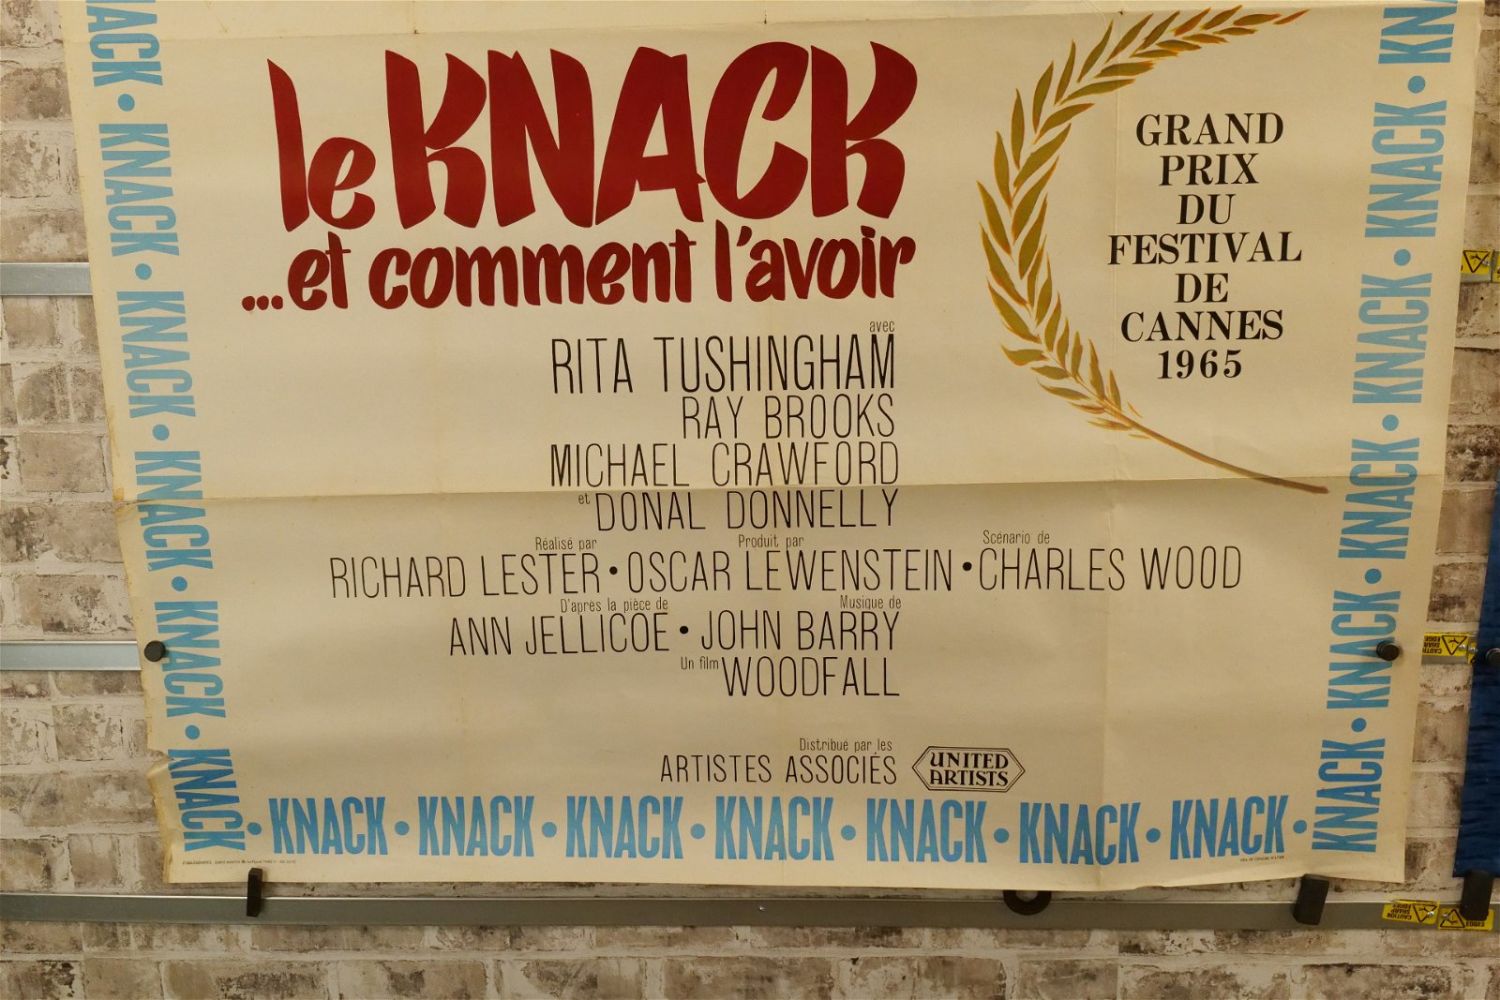 le KNACK
...et comment l'avoir
avec
RITA TUSHINGHAM
RAY BROOKS
MICHAEL CRAWFORD
et DONAL DONNELLY
Réalisé par Produit par Scénario de
RICHARD LESTER • OSCAR LEWENSTEIN • CHARLES WOOD
D'après la pièce de Musique de
ANN JELLICOE • JOHN BARRY
Un film WOODFALL
Distribué par les
ARTISTES ASSOCIÉS
UNITED
ARTISTS
GRAND
PRIX
DU
FESTIVAL
DE
CANNES
1965
NACK • KNACK • KNACK • KNACK • KNACK • KNACK
• KNACK • KNACK • KNACK • KNACK • KNACK • KNACK • KNACK •
KNACK • KNACK • KNACK • KNACK • KNACK • KN